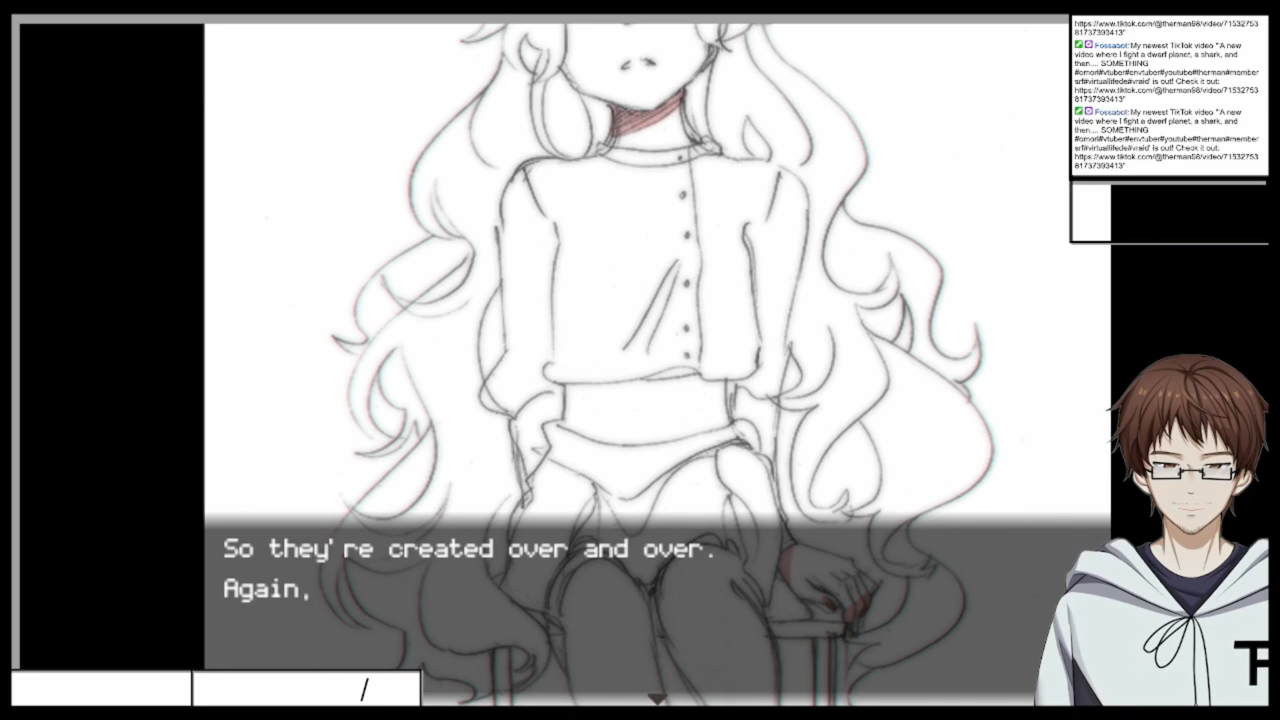 https://www.tiktok.com/@therman98/video/71532753
81737393413"
Fossabot: My newest TikTok video "A new
video where I fight a dwarf planet, a shark, and
then.... SOMETHING
#omori#vtuber#envtuber#youtube#therman#member
srf#virtuallifede#vraid' is out! Check it out:
https://www.tiktok.com/@therman98/video/71532753
81737393413"
Fossabot: My newest TikTok video "A new
video where I fight a dwarf planet, a shark, and
then.... SOMETHING
#omori#vtuber#envtuber#youtube#therman#member
srf#virtuallifede#vraid' is out! Check it out:
https://www.tiktok.com/@therman98/video/71532753
81737393413"
So they're created over and over.
Again,
/